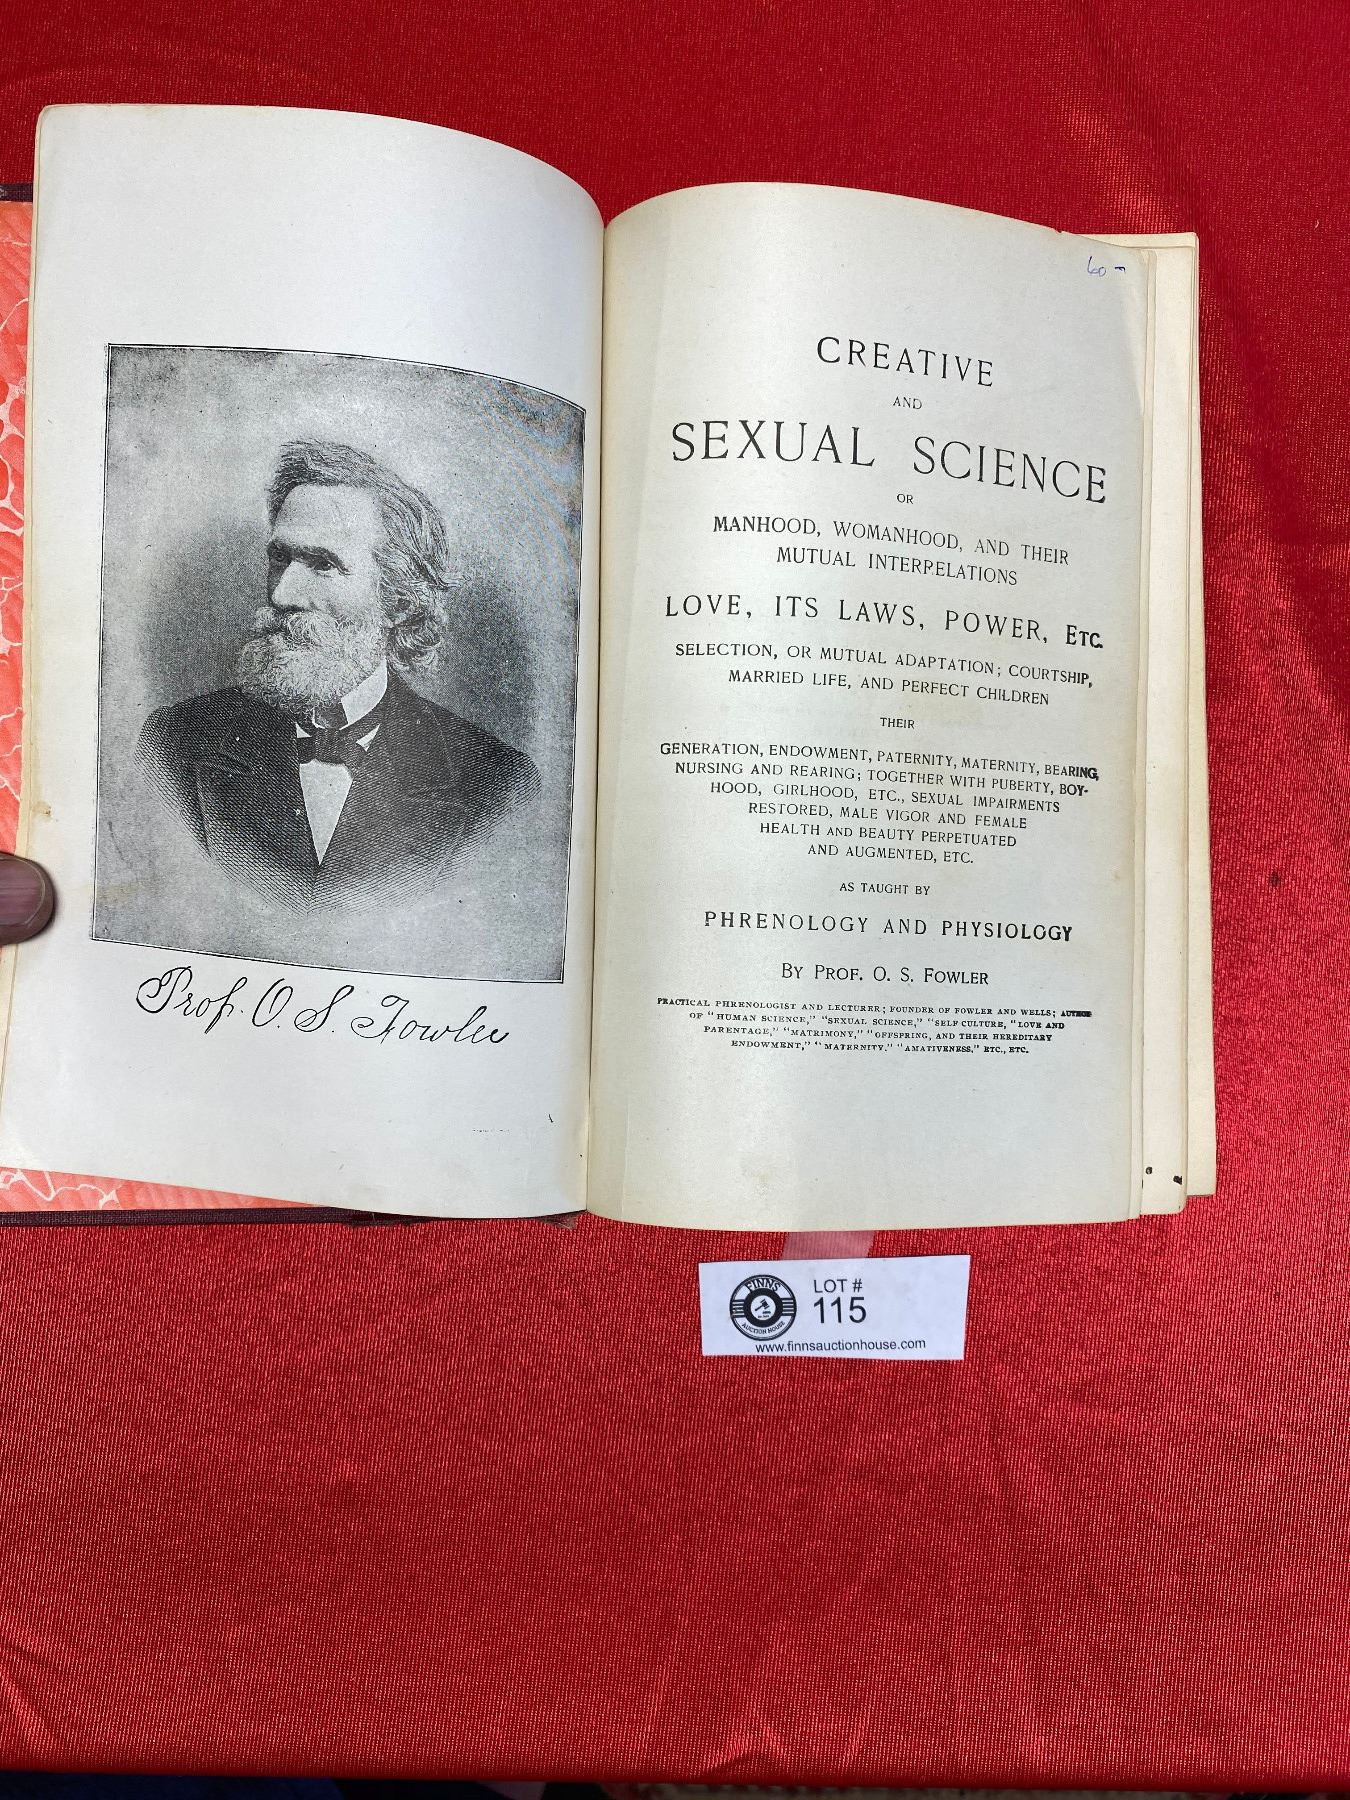 Prof. O. S. Fowler
60-
CREATIVE
AND
SEXUAL SCIENCE
OR
MANHOOD, WOMANHOOD, AND THEIR
MUTUAL INTERRELATIONS
LOVE, ITS LAWS, POWER, ETC.
SELECTION, OR MUTUAL ADAPTATION; COURTSHIP,
MARRIED LIFE, AND PERFECT CHILDREN
THEIR
GENERATION, ENDOWMENT, PATERNITY, MATERNITY, BEARING,
NURSING AND REARING; TOGETHER WITH PUBERTY, BOY-
HOOD, GIRLHOOD, ETC., SEXUAL IMPAIRMENTS
RESTORED, MALE VIGOR AND FEMALE
HEALTH AND BEAUTY PERPETUATED
AND AUGMENTED, ETC.
AS TAUGHT BY
PHRENOLOGY AND PHYSIOLOGY
BY PROF. O. S. FOWLER
PRACTICAL PHRENOLOGIST AND LECTURER; FOUNDER OF FOWLER AND WELLS; AUTHOR
OF "HUMAN SCIENCE," "SEXUAL SCIENCE," "SELF CULTURE, "LOVE AND
PARENTAGE," "MATRIMONY," "OFFSPRING, AND THEIR HEREDITARY
ENDOWMENT," "MATERNITY," "AMATIVENESS," ETC., ETC.
FINNS
AUCTION HOUSE
LOT #
115
www.finnsauctionhouse.com